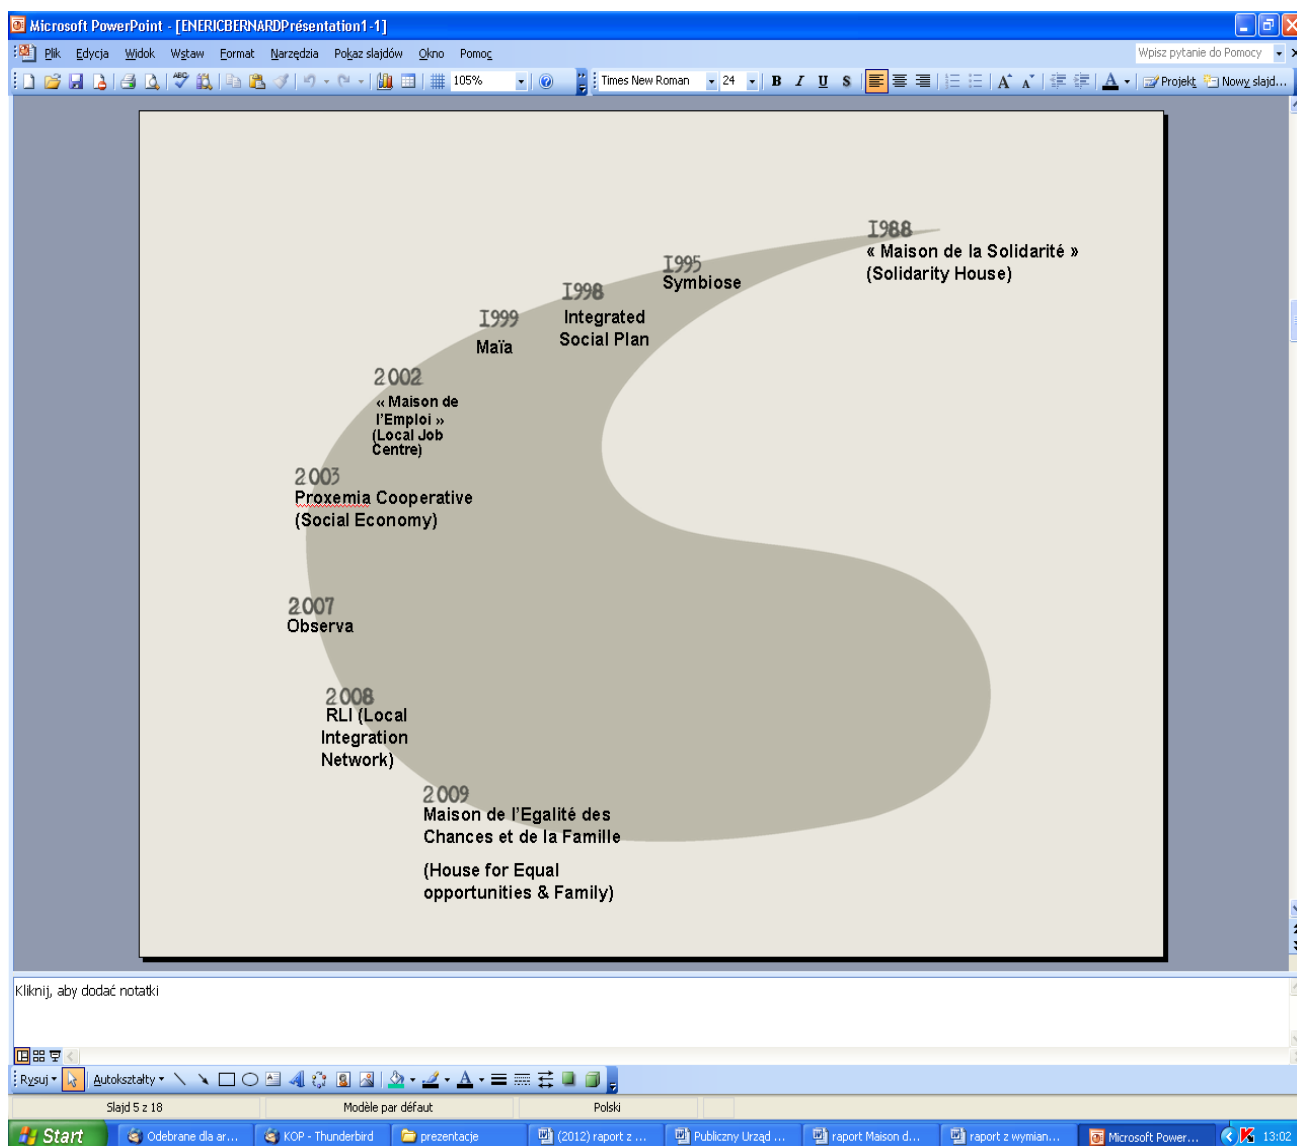 Microsoft PowerPoint - [ENERICBERNARDPrésentation1-1]
Plik Edycja Widok Wstaw Format Narzędzia Pokaz slajdów Okno Pomoc Wpisz pytanie do Pomocy
105% Times New Roman 24 B I U S A A A Projekt Nowy slajd...
1988
« Maison de la Solidarité »
(Solidarity House)
1995
Symbiose
1998
Integrated
Social Plan
1999
Maïa
2002
« Maison de
l'Emploi »
(Local Job
Centre)
2003
Proxemia Cooperative
(Social Economy)
2007
Observa
2008
RLI (Local
Integration
Network)
2009
Maison de l'Egalité des
Chances et de la Famille
(House for Equal
opportunities & Family)
Kliknij, aby dodać notatki
Rysuj Autokształty A
Slajd 5 z 18 Modèle par défaut Polski
Start Odebrane dla ar... KOP - Thunderbird prezentacje (2012) raport z ... Publiczny Urząd ... raport Maison d... raport z wymian... Microsoft Power... K 13:02